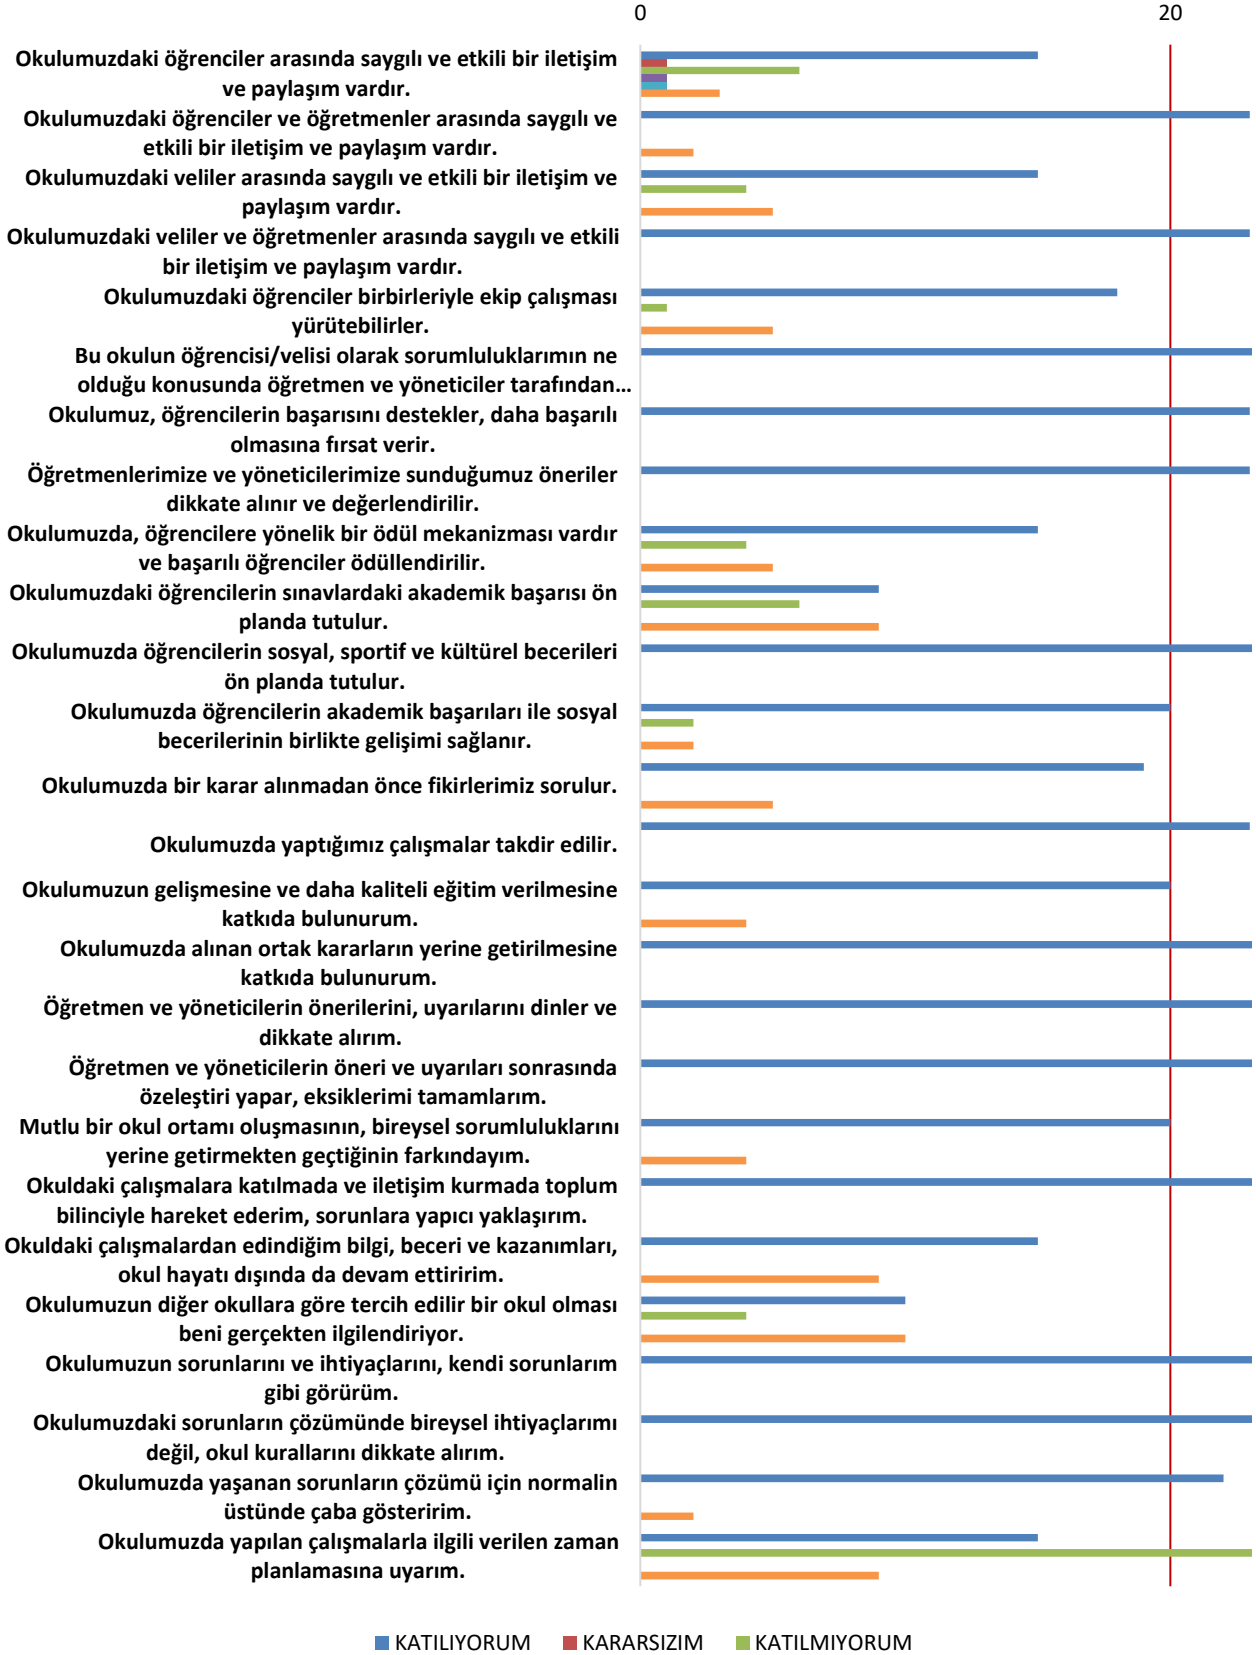 0 20
Okulumuzdaki öğrenciler arasında saygılı ve etkili bir iletişim
ve paylaşım vardır.
Okulumuzdaki öğrenciler ve öğretmenler arasında saygılı ve
etkili bir iletişim ve paylaşım vardır.
Okulumuzdaki veliler arasında saygılı ve etkili bir iletişim ve
paylaşım vardır.
Okulumuzdaki veliler ve öğretmenler arasında saygılı ve etkili
bir iletişim ve paylaşım vardır.
Okulumuzdaki öğrenciler birbirleriyle ekip çalışması
yürütebilirler.
Bu okulun öğrencisi/velisi olarak sorumluluklarımın ne
olduğu konusunda öğretmen ve yöneticiler tarafından…
Okulumuz, öğrencilerin başarısını destekler, daha başarılı
olmasına fırsat verir.
Öğretmenlerimize ve yöneticilerimize sunduğumuz öneriler
dikkate alınır ve değerlendirilir.
Okulumuzda, öğrencilere yönelik bir ödül mekanizması vardır
ve başarılı öğrenciler ödüllendirilir.
Okulumuzdaki öğrencilerin sınavlardaki akademik başarısı ön
planda tutulur.
Okulumuzda öğrencilerin sosyal, sportif ve kültürel becerileri
ön planda tutulur.
Okulumuzda öğrencilerin akademik başarıları ile sosyal
becerilerinin birlikte gelişimi sağlanır.
Okulumuzda bir karar alınmadan önce fikirlerimiz sorulur.
Okulumuzda yaptığımız çalışmalar takdir edilir.
Okulumuzun gelişmesine ve daha kaliteli eğitim verilmesine
katkıda bulunurum.
Okulumuzda alınan ortak kararların yerine getirilmesine
katkıda bulunurum.
Öğretmen ve yöneticilerin önerilerini, uyarılarını dinler ve
dikkate alırım.
Öğretmen ve yöneticilerin öneri ve uyarıları sonrasında
özeleştiri yapar, eksiklerimi tamamlarım.
Mutlu bir okul ortamı oluşmasının, bireysel sorumluluklarını
yerine getirmekten geçtiğinin farkındayım.
Okuldaki çalışmalara katılmada ve iletişim kurmada toplum
bilinciyle hareket ederim, sorunlara yapıcı yaklaşırım.
Okuldaki çalışmalardan edindiğim bilgi, beceri ve kazanımları,
okul hayatı dışında da devam ettiririm.
Okulumuzun diğer okullara göre tercih edilir bir okul olması
beni gerçekten ilgilendiriyor.
Okulumuzun sorunlarını ve ihtiyaçlarını, kendi sorunlarım
gibi görürüm.
Okulumuzdaki sorunların çözümünde bireysel ihtiyaçlarımı
değil, okul kurallarını dikkate alırım.
Okulumuzda yaşanan sorunların çözümü için normalin
üstünde çaba gösteririm.
Okulumuzda yapılan çalışmalarla ilgili verilen zaman
planlamasına uyarım.
KATILIYORUM KARARSIZIM KATILMIYORUM